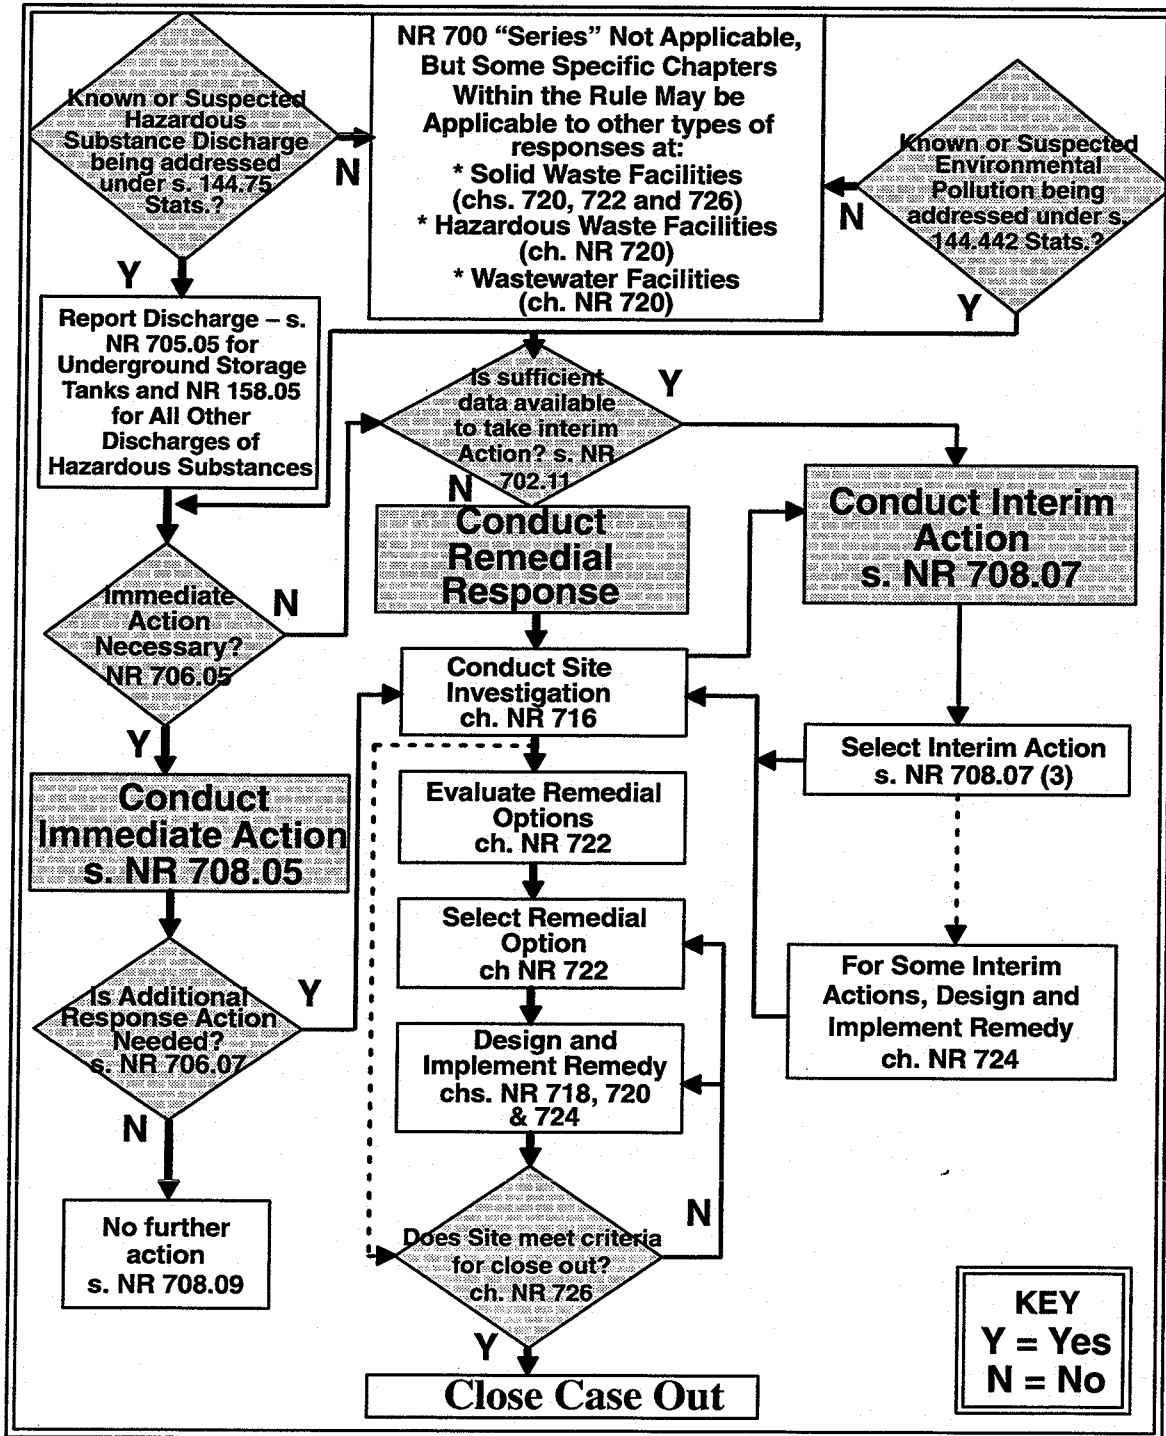 Known or Suspected
Hazardous
Substance Discharge
being addressed
under s. 144.75
Stats.?
N
Y
NR 700 “Series” Not Applicable,
But Some Specific Chapters
Within the Rule May be
Applicable to other types of
responses at:
* Solid Waste Facilities
(chs. 720, 722 and 726)
* Hazardous Waste Facilities
(ch. NR 720)
* Wastewater Facilities
(ch. NR 720)
Known or Suspected
Environmental
Pollution being
addressed under s.
144.442 Stats.?
N
Y
Report Discharge – s.
NR 705.05 for
Underground Storage
Tanks and NR 158.05
for All Other
Discharges of
Hazardous Substances
Is sufficient
data available
to take interim
Action? s. NR
702.11
Y
N
Conduct
Remedial
Response
Conduct Interim
Action
s. NR 708.07
Immediate
Action
Necessary?
NR 706.05
N
Y
Conduct Site
Investigation
ch. NR 716
Select Interim Action
s. NR 708.07 (3)
Conduct
Immediate Action
s. NR 708.05
Evaluate Remedial
Options
ch. NR 722
Select Remedial
Option
ch NR 722
For Some Interim
Actions, Design and
Implement Remedy
ch. NR 724
Is Additional
Response Action
Needed?
s. NR 706.07
Y
N
Design and
Implement Remedy
chs. NR 718, 720
& 724
No further
action
s. NR 708.09
Does Site meet criteria
for close out?
ch. NR 726
N
Y
Close Case Out
KEY
Y = Yes
N = No